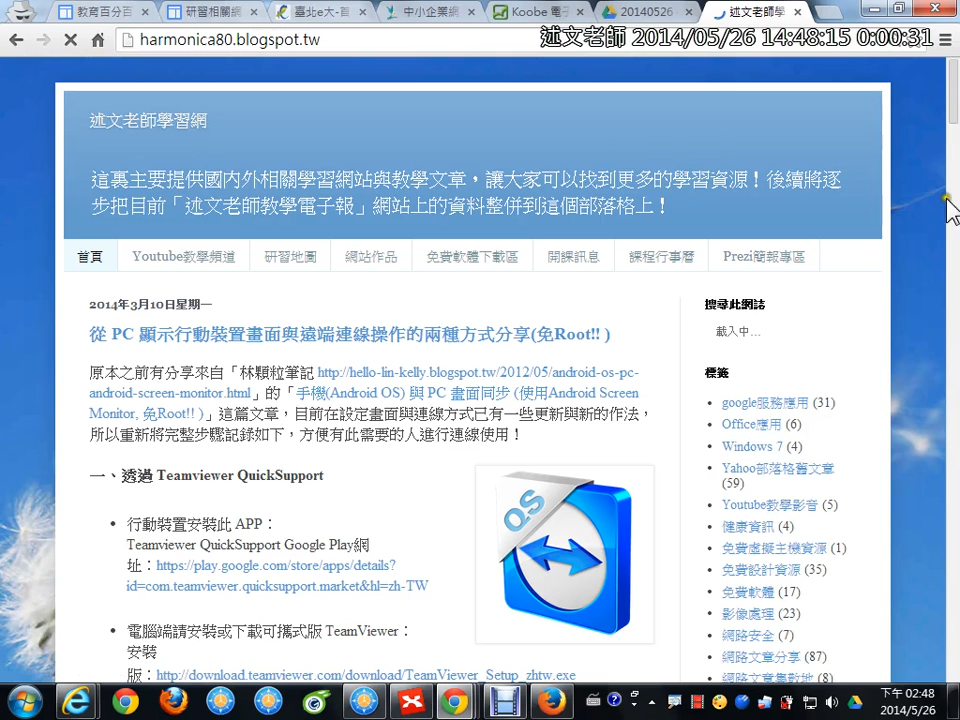 教育百分百
研習相關網
臺北e大-首
中小企業網
Koobe 電子
20140526
述文老師學
harmonica80.blogspot.tw
述文老師 2014/05/26 14:48:15 0:00:31
述文老師學習網
這裏主要提供國內外相關學習網站與教學文章，讓大家可以找到更多的學習資源！後續將逐
步把目前「述文老師教學電子報」網站上的資料整併到這個部落格上！
首頁
Youtube教學頻道
研習地圖
網站作品
免費軟體下載區
開課訊息
課程行事曆
Prezi簡報專區
2014年3月10日星期一
從 PC 顯示行動裝置畫面與遠端連線操作的兩種方式分享(免Root!! )
原本之前有分享來自「林顆粒筆記 http://hello-lin-kelly.blogspot.tw/2012/05/android-os-pc-
android-screen-monitor.html」的「手機(Android OS) 與 PC 畫面同步 (使用Android Screen
Monitor, 免Root!! )」這篇文章，目前在設定畫面與連線方式已有一些更新與新的作法，
所以重新將完整步驟記錄如下，方便有此需要的人進行連線使用！
一、透過 Teamviewer QuickSupport
• 行動裝置安裝此 APP：
Teamviewer QuickSupport Google Play網
址：https://play.google.com/store/apps/details?
id=com.teamviewer.quicksupport.market&hl=zh-TW
• 電腦端請安裝或下載可攜式版 TeamViewer：
安裝
版：http://download.teamviewer.com/download/TeamViewer_Setup_zhtw.exe
QS
搜尋此網誌
載入中...
標籤
google服務應用 (31)
Office應用 (6)
Windows 7 (4)
Yahoo部落格舊文章
(59)
Youtube教學影音 (5)
健康資訊 (4)
免費虛擬主機資源 (1)
免費設計資源 (35)
免費軟體 (17)
影像處理 (23)
網路安全 (7)
網路文章分享 (87)
網路文章集散地 (8)
下午 02:48
2014/5/26